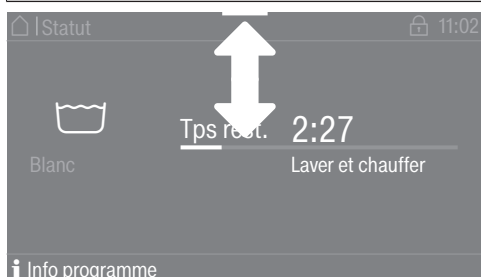 Statut 11:02
Tps rest. 2:27
Blanc Laver et chauffer
i Info programme